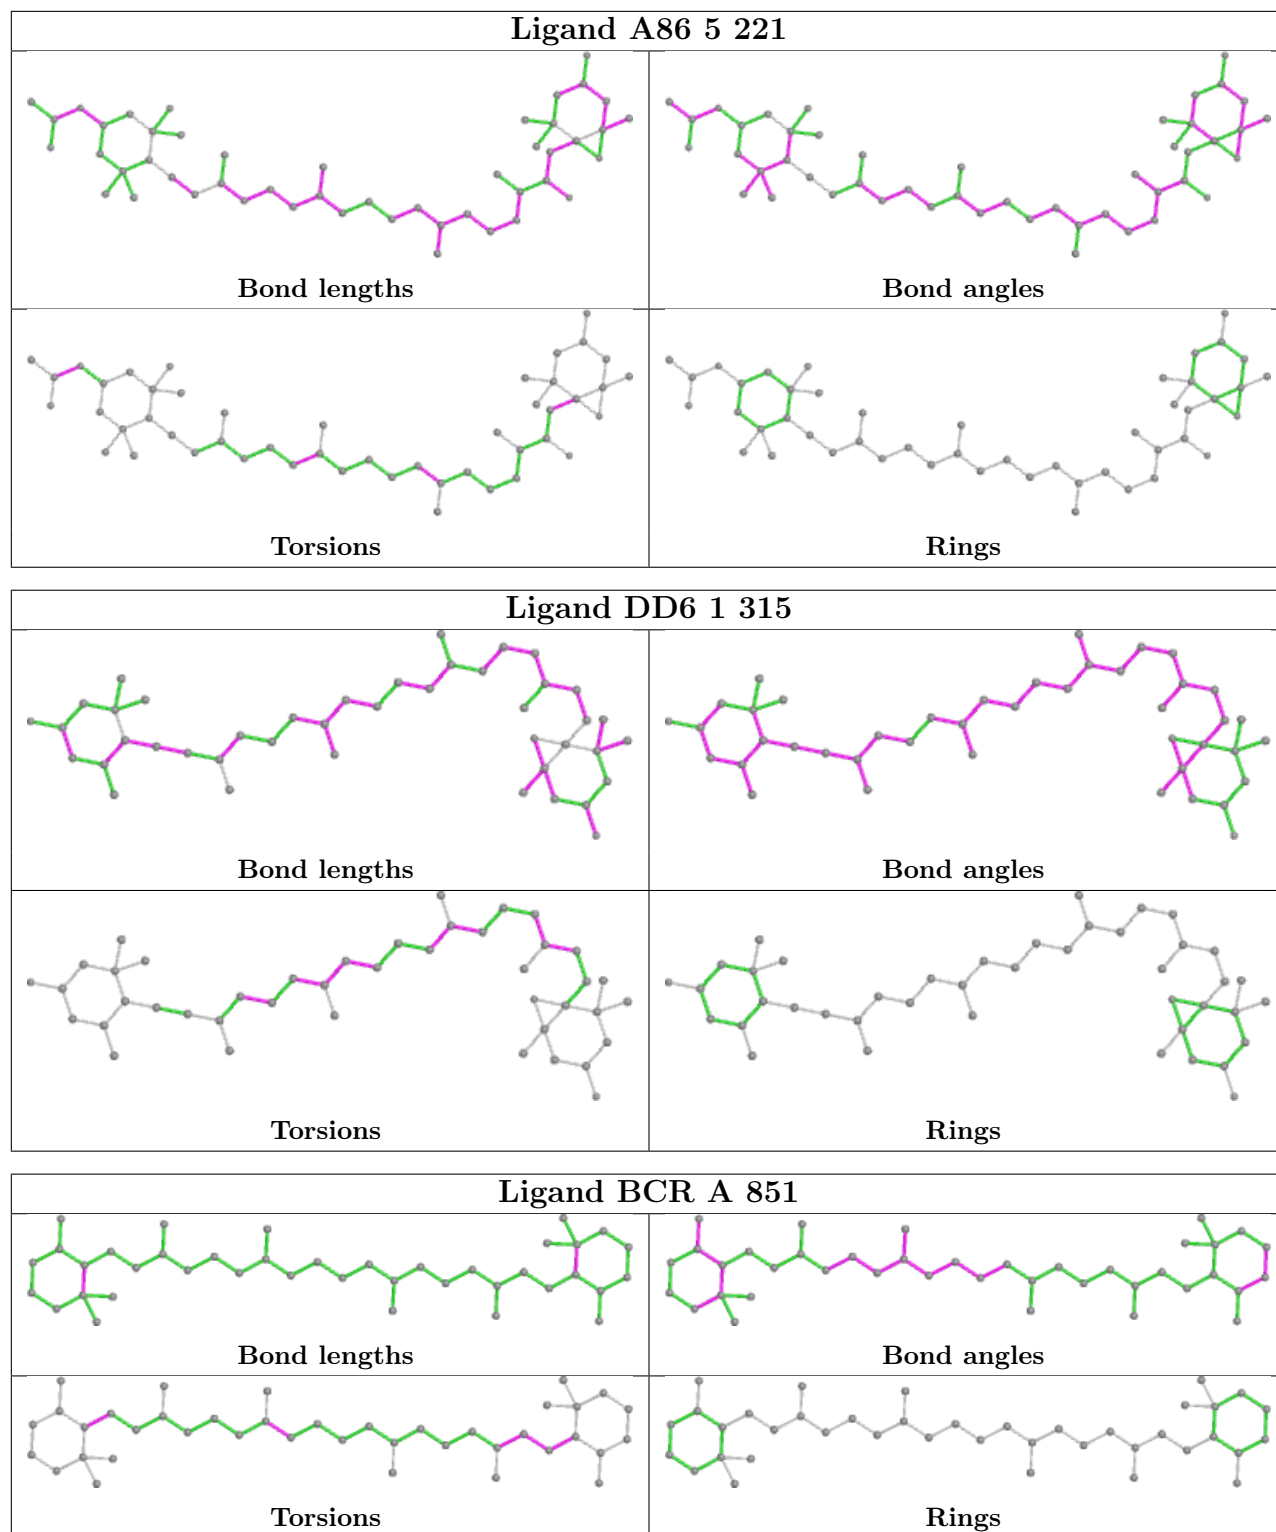 Ligand A86 5 221
Bond lengths
Bond angles
Torsions
Rings
Ligand DD6 1 315
Bond lengths
Bond angles
Torsions
Rings
Ligand BCR A 851
Bond lengths
Bond angles
Torsions
Rings